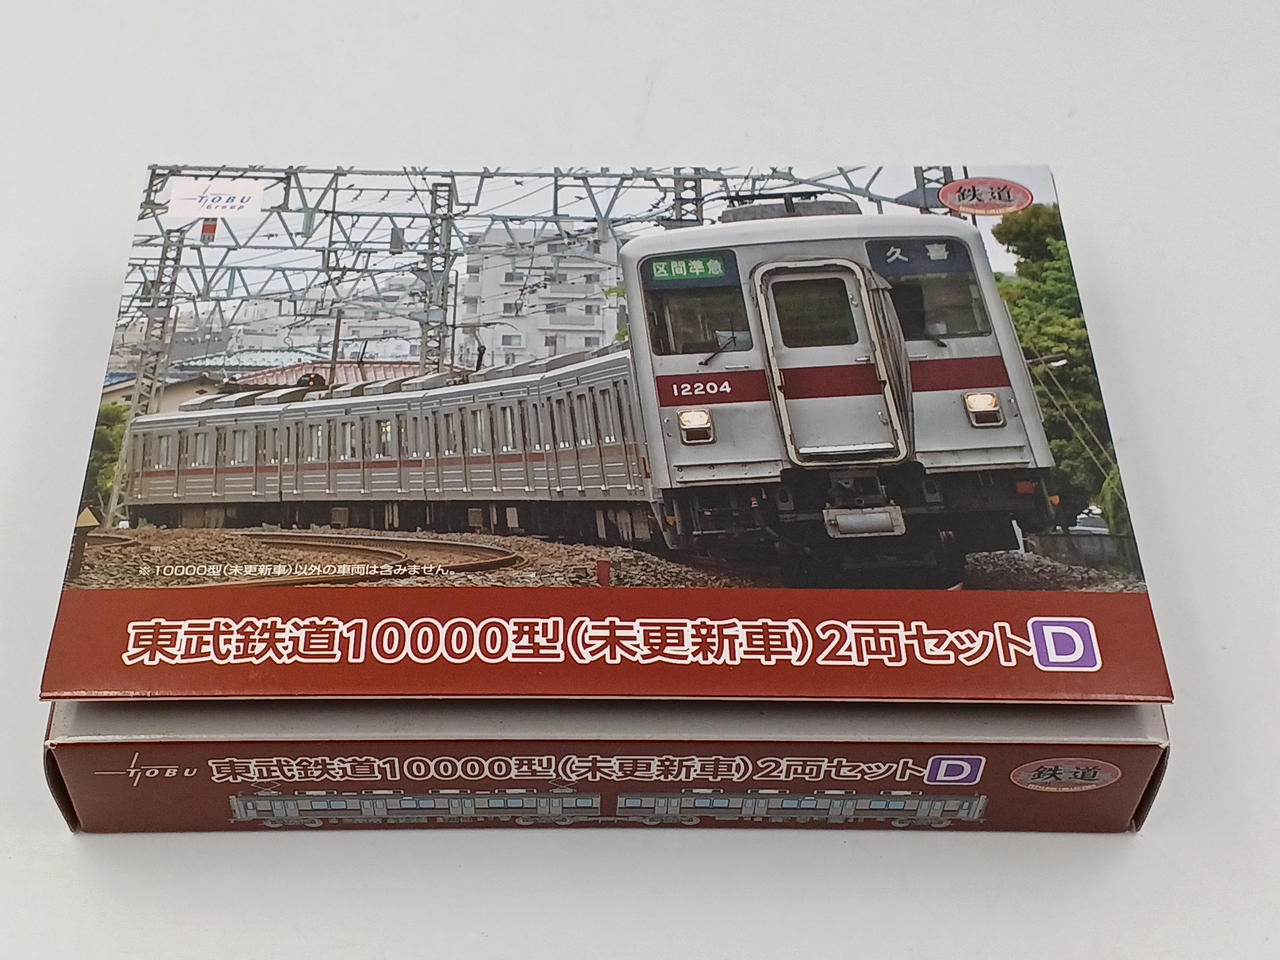 TOBU
Group
鉄道
区間準急
久喜
12204
※10000型(未更新車)以外の車両は含みません。
東武鉄道10000型(未更新車)2両セットD
TOBU
東武鉄道10000型(未更新車)2両セットD
鉄道